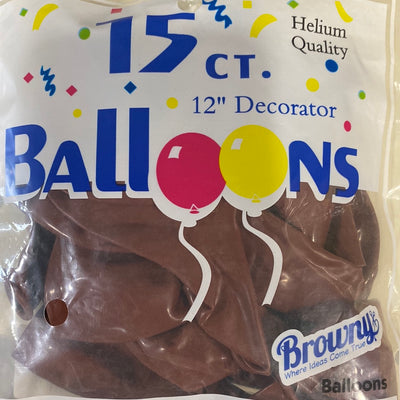 15 CT.
Helium
Quality
12" Decorator
BALLOONS
Browny's
Where Ideas Come True
Balloons